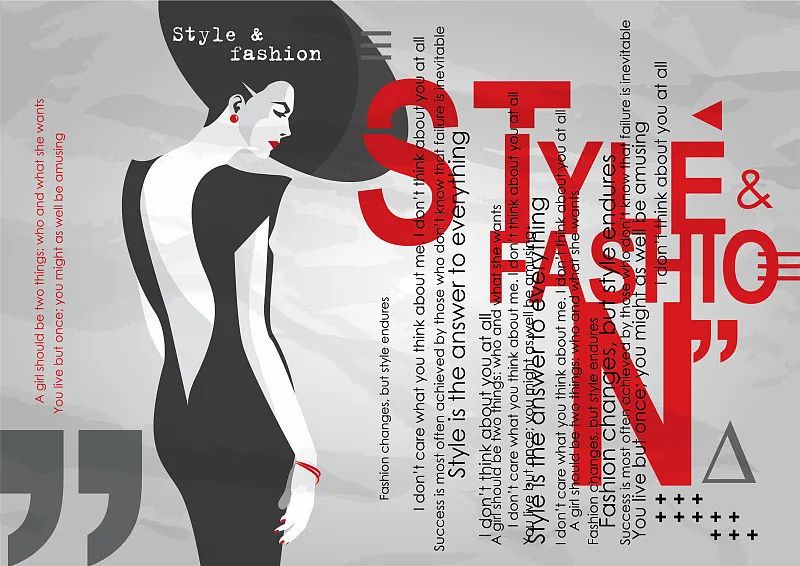 Style &
fashion
A girl should be two things: who and what she wants
You live but once; you might as well be amusing
STYLE
&
FASHIO
N
”
”
Fashion changes, but style endures
I don't care what you think about me. I don't think about you at all
Success is most often achieved by those who don't know that failure is inevitable
Style is the answer to everything
I don't think about you at all
A girl should be two things: who and what she wants
I don't care what you think about me. I don't think about you at all
You live but once; you might as well be amusing
Style is the answer to everything
I don't care what you think about me. I don't think about you at all
A girl should be two things: who and what she wants
Fashion changes, but style endures
Fashion changes, but style endures
Success is most often achieved by those who don't know that failure is inevitable
You live but once; you might as well be amusing
I don't think about you at all